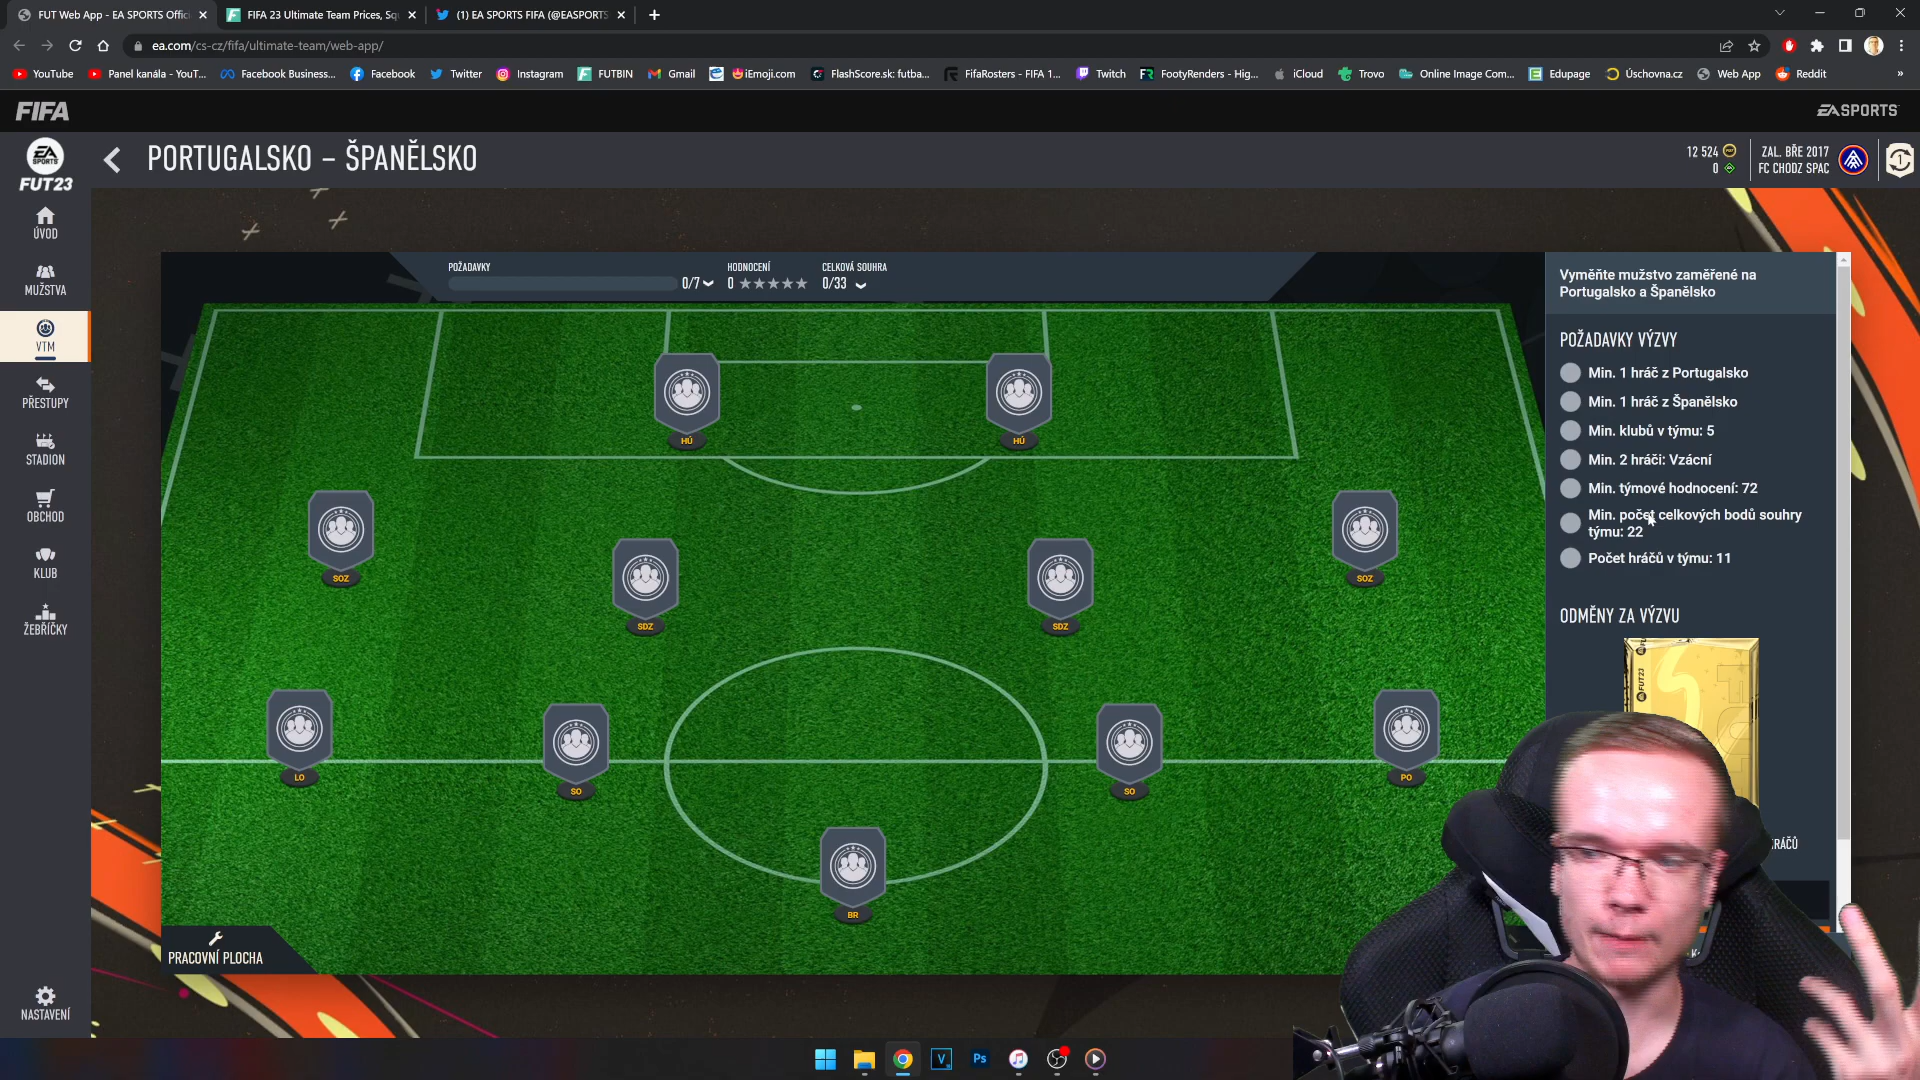 FUT Web App - EA SPORTS Offic
FIFA 23 Ultimate Team Prices, Sq
(1) EA SPORTS FIFA (@EASPORTS
ea.com/cs-cz/fifa/ultimate-team/web-app/
YouTube
Panel kanála - YouT...
Facebook Business...
Facebook
Twitter
Instagram
FUTBIN
Gmail
iEmoji.com
FlashScore.sk: futba...
FifaRosters - FIFA 1...
Twitch
FootyRenders - Hig...
iCloud
Trovo
Online Image Com...
Edupage
Úschovna.cz
Web App
Reddit
FIFA
EA SPORTS
EA SPORTS
FUT23
PORTUGALSKO – ŠPANĚLSKO
12 524
0
ZAL. BŘE 2017
FC CHODZ SPAC
1
ÚVOD
MUŽSTVA
VTM
PŘESTUPY
STADION
OBCHOD
KLUB
ŽEBŘÍČKY
NASTAVENÍ
POŽADAVKY
0/7
HODNOCENÍ
0
CELKOVÁ SOUHRA
0/33
HÚ
HÚ
SOZ
SOZ
SDZ
SDZ
LO
SO
SO
PO
BR
PRACOVNÍ PLOCHA
Vyměňte mužstvo zaměřené na
Portugalsko a Španělsko
POŽADAVKY VÝZVY
Min. 1 hráč z Portugalsko
Min. 1 hráč z Španělsko
Min. klubů v týmu: 5
Min. 2 hráči: Vzácní
Min. týmové hodnocení: 72
Min. počet celkových bodů souhry
týmu: 22
Počet hráčů v týmu: 11
ODMĚNY ZA VÝZVU
FUT23
V
Ps